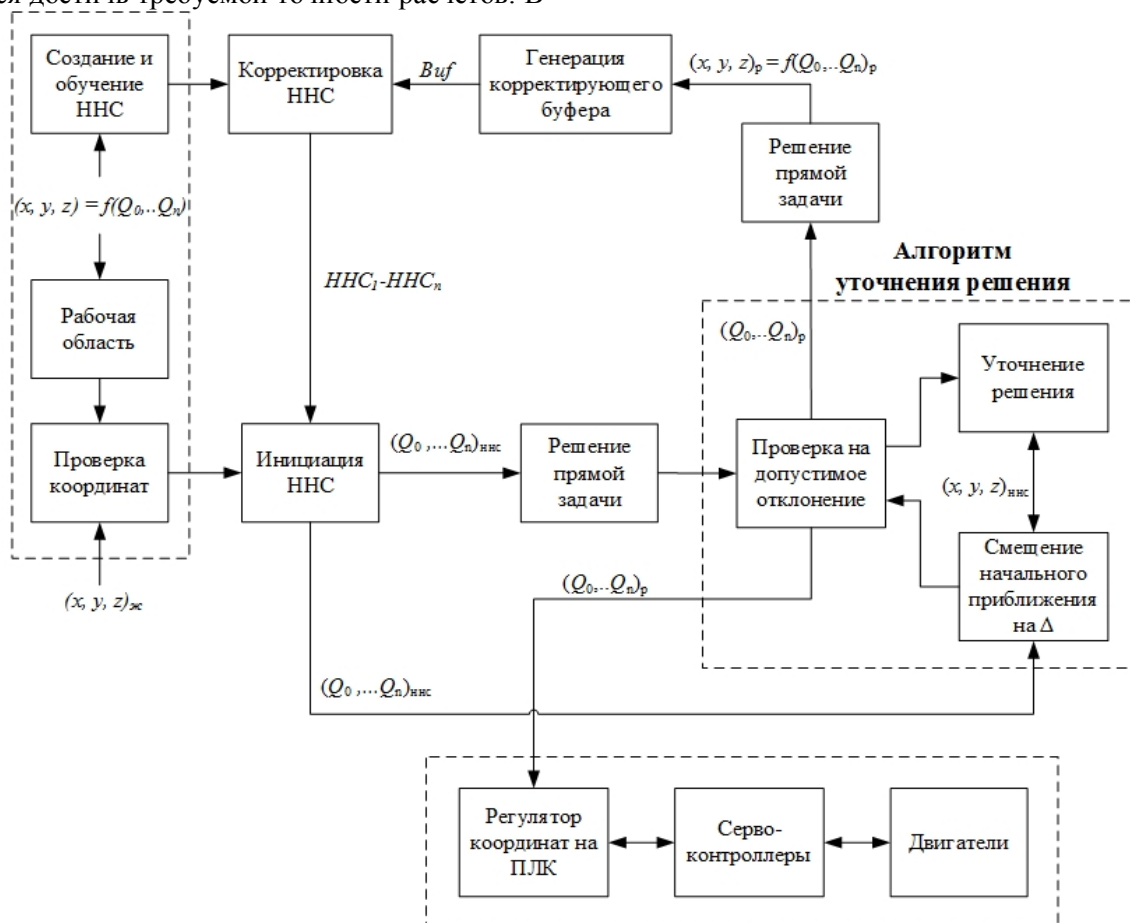 Создание и
обучение
ННС
Корректировка
ННС
Buf
Генерация
корректирующего
буфера
(x, y, z)р = f(Q0,..Qn)р
Решение
прямой
задачи
(x, y, z) = f(Q0,..Qn)
Алгоритм
уточнения решения
ННС1-ННСn
Рабочая
область
(Q0,..Qn)р
Уточнение
решения
Проверка
координат
Инициация
ННС
(Q0 ,...Qn)ннс
Решение
прямой
задачи
Проверка на
допустимое
отклонение
(x, y, z)ннс
Смещение
начального
приближения
на Δ
(x, y, z)ж
(Q0,..Qn)р
(Q0 ,...Qn)ннс
Регулятор
координат на
ПЛК
Серво-
контроллеры
Двигатели